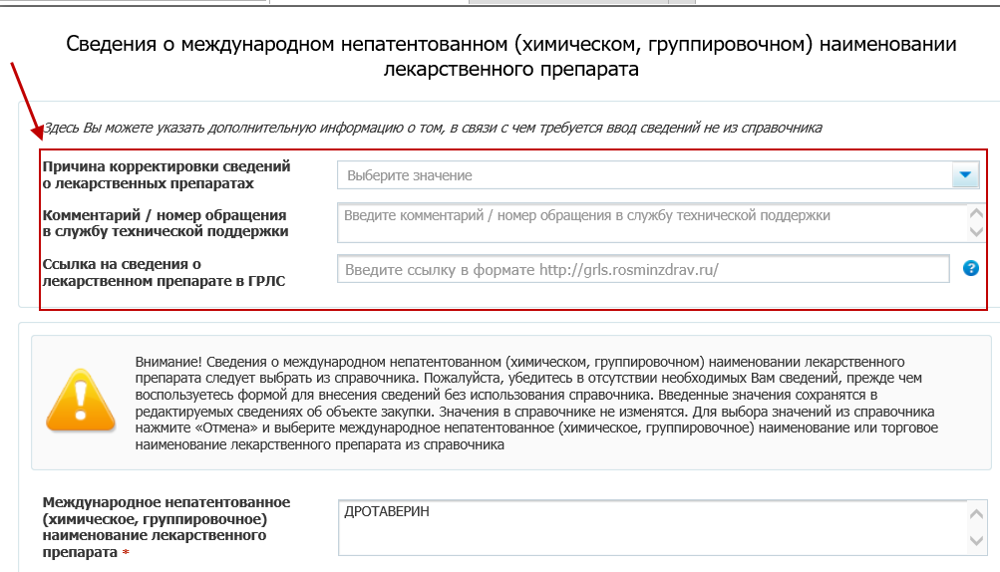 Сведения о международном непатентованном (химическом, группировочном) наименовании
лекарственного препарата
Здесь Вы можете указать дополнительную информацию о том, в связи с чем требуется ввод сведений не из справочника
Причина корректировки сведений
о лекарственных препаратах
Выберите значение
Комментарий / номер обращения
в службу технической поддержки
Введите комментарий / номер обращения в службу технической поддержки
Ссылка на сведения о
лекарственном препарате в ГРЛС
Введите ссылку в формате http://grls.rosminzdrav.ru/
?
Внимание! Сведения о международном непатентованном (химическом, группировочном) наименовании лекарственного
препарата следует выбрать из справочника. Пожалуйста, убедитесь в отсутствии необходимых Вам сведений, прежде чем
воспользуетесь формой для внесения сведений без использования справочника. Введенные значения сохранятся в
редактируемых сведениях об объекте закупки. Значения в справочнике не изменятся. Для выбора значений из справочника
нажмите «Отмена» и выберите международное непатентованное (химическое, группировочное) наименование или торговое
наименование лекарственного препарата из справочника
Международное непатентованное
(химическое, группировочное)
наименование лекарственного
препарата *
ДРОТАВЕРИН